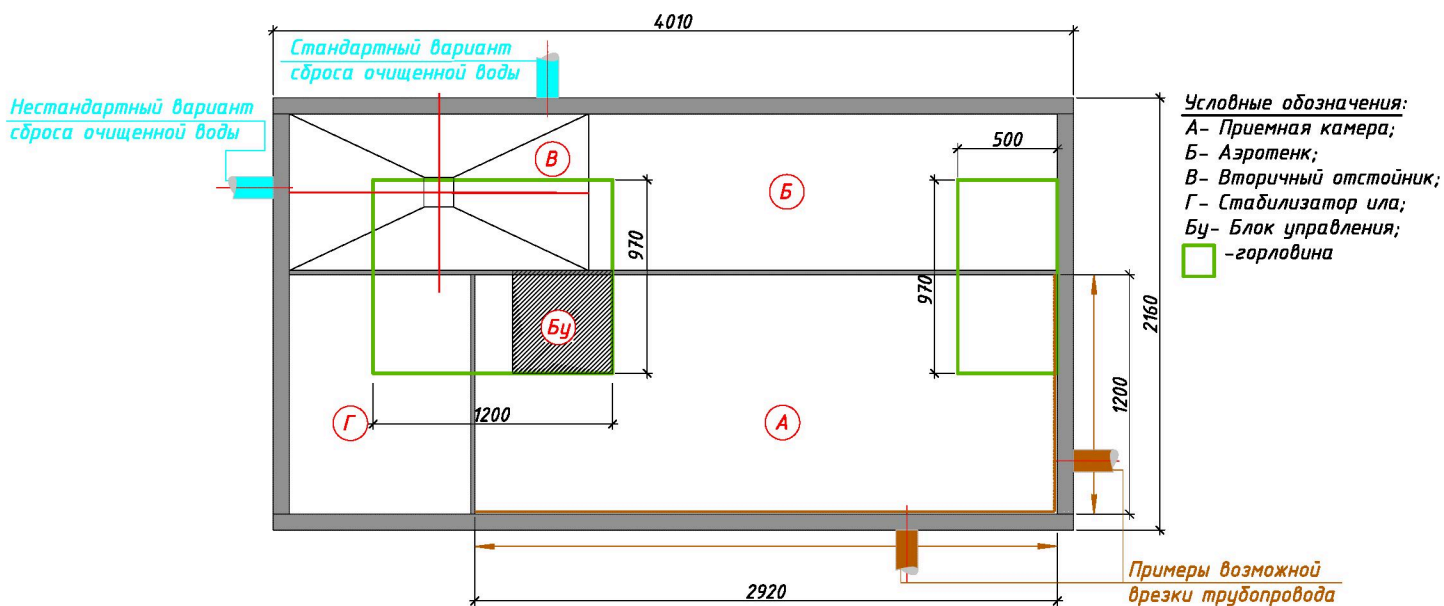 4010
Стандартный вариант
сброса очищенной воды
Нестандартный вариант
сброса очищенной воды
Условные обозначения:
А- Приемная камера;
Б- Аэротенк;
В- Вторичный отстойник;
Г- Стабилизатор ила;
Бу- Блок управления;
-горловина
500
В
Б
970
970
2160
Бу
1200
Г
1200
А
2920
Примеры возможной
врезки трубопровода